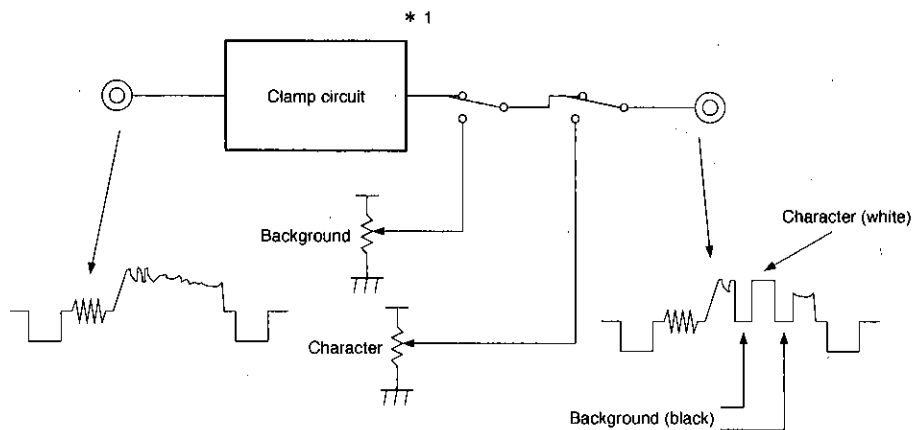 * 1
Clamp circuit
Background
Character
Character (white)
Background (black)